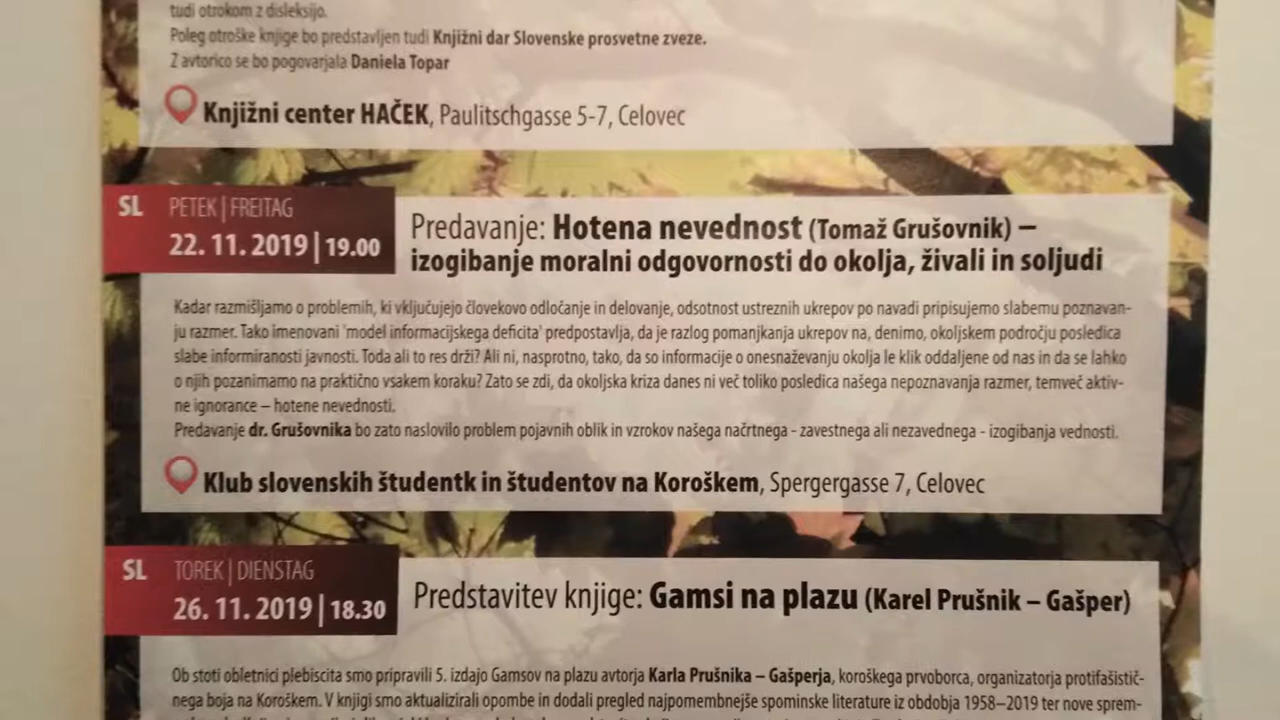 tudi otrokom z disleksijo.
Poleg otroške knjige bo predstavljen tudi Knjižni dar Slovenske prosvetne zveze.
Z avtorico se bo pogovarjala Daniela Topar
Knjižni center HAČEK, Paulitschgasse 5-7, Celovec
SL PETEK | FREITAG
22. 11. 2019 | 19.00
Predavanje: Hotena nevednost (Tomaž Grušovnik) –
izogibanje moralni odgovornosti do okolja, živali in soljudi
Kadar razmišljamo o problemih, ki vključujejo človekovo odločanje in delovanje, odsotnost ustreznih ukrepov po navadi pripisujemo slabemu poznavan-
ju razmer. Tako imenovani 'model informacijskega deficita' predpostavlja, da je razlog pomanjkanja ukrepov na, denimo, okoljskem področju posledica
slabe informiranosti javnosti. Toda ali to res drži? Ali ni, nasprotno, tako, da so informacije o onesnaževanju okolja le klik oddaljene od nas in da se lahko
o njih pozanimamo na praktično vsakem koraku? Zato se zdi, da okoljska kriza danes ni več toliko posledica našega nepoznavanja razmer, temveč aktiv-
ne ignorance – hotene nevednosti.
Predavanje dr. Grušovnika bo zato naslovilo problem pojavnih oblik in vzrokov našega načrtnega - zavestnega ali nezavednega - izogibanja vednosti.
Klub slovenskih študentk in študentov na Koroškem, Spergergasse 7, Celovec
SL TOREK | DIENSTAG
26. 11. 2019 | 18.30
Predstavitev knjige: Gamsi na plazu (Karel Prušnik – Gašper)
Ob stoti obletnici plebiscita smo pripravili 5. izdajo Gamsov na plazu avtorja Karla Prušnika – Gašperja, koroškega prvoborca, organizatorja protifašistič-
nega boja na Koroškem. V knjigi smo aktualizirali opombe in dodali pregled najpomembnejše spominske literature iz obdobja 1958–2019 ter nove sprem-